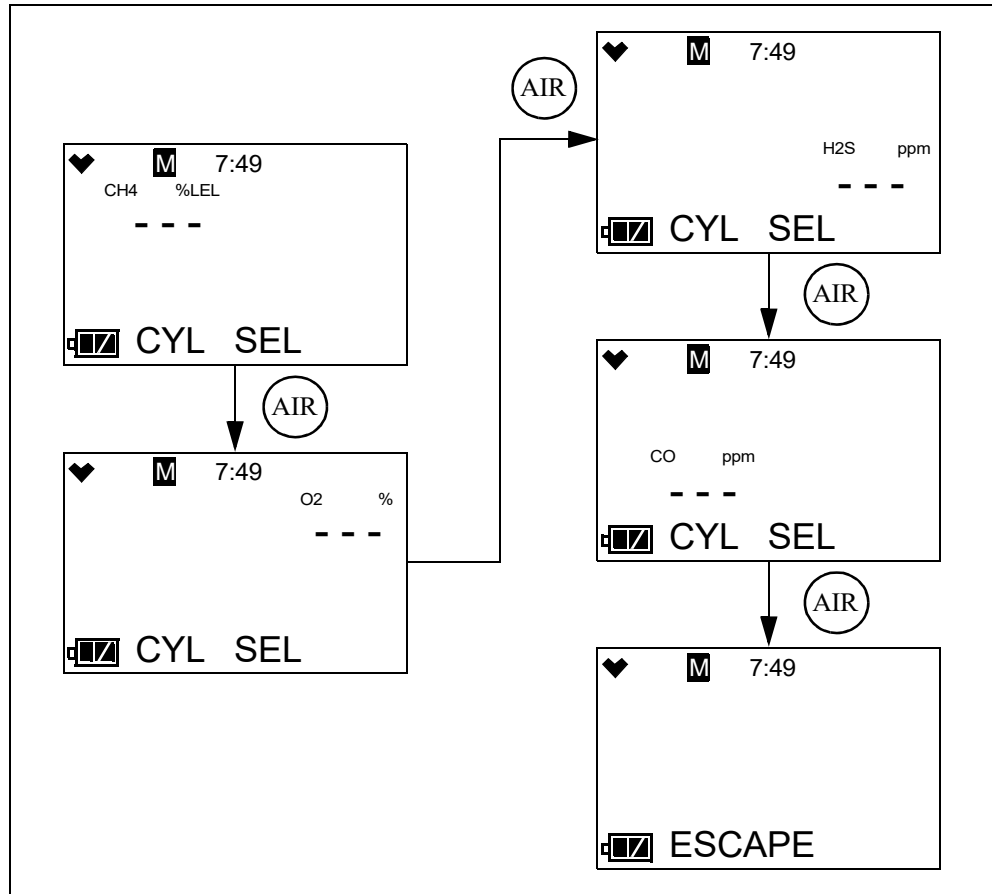 M 7:49
CH4 %LEL
- - -
CYL SEL
AIR
M 7:49
O2 %
- - -
CYL SEL
AIR
M 7:49
H2S ppm
- - -
CYL SEL
AIR
M 7:49
CO ppm
- - -
CYL SEL
AIR
M 7:49
ESCAPE